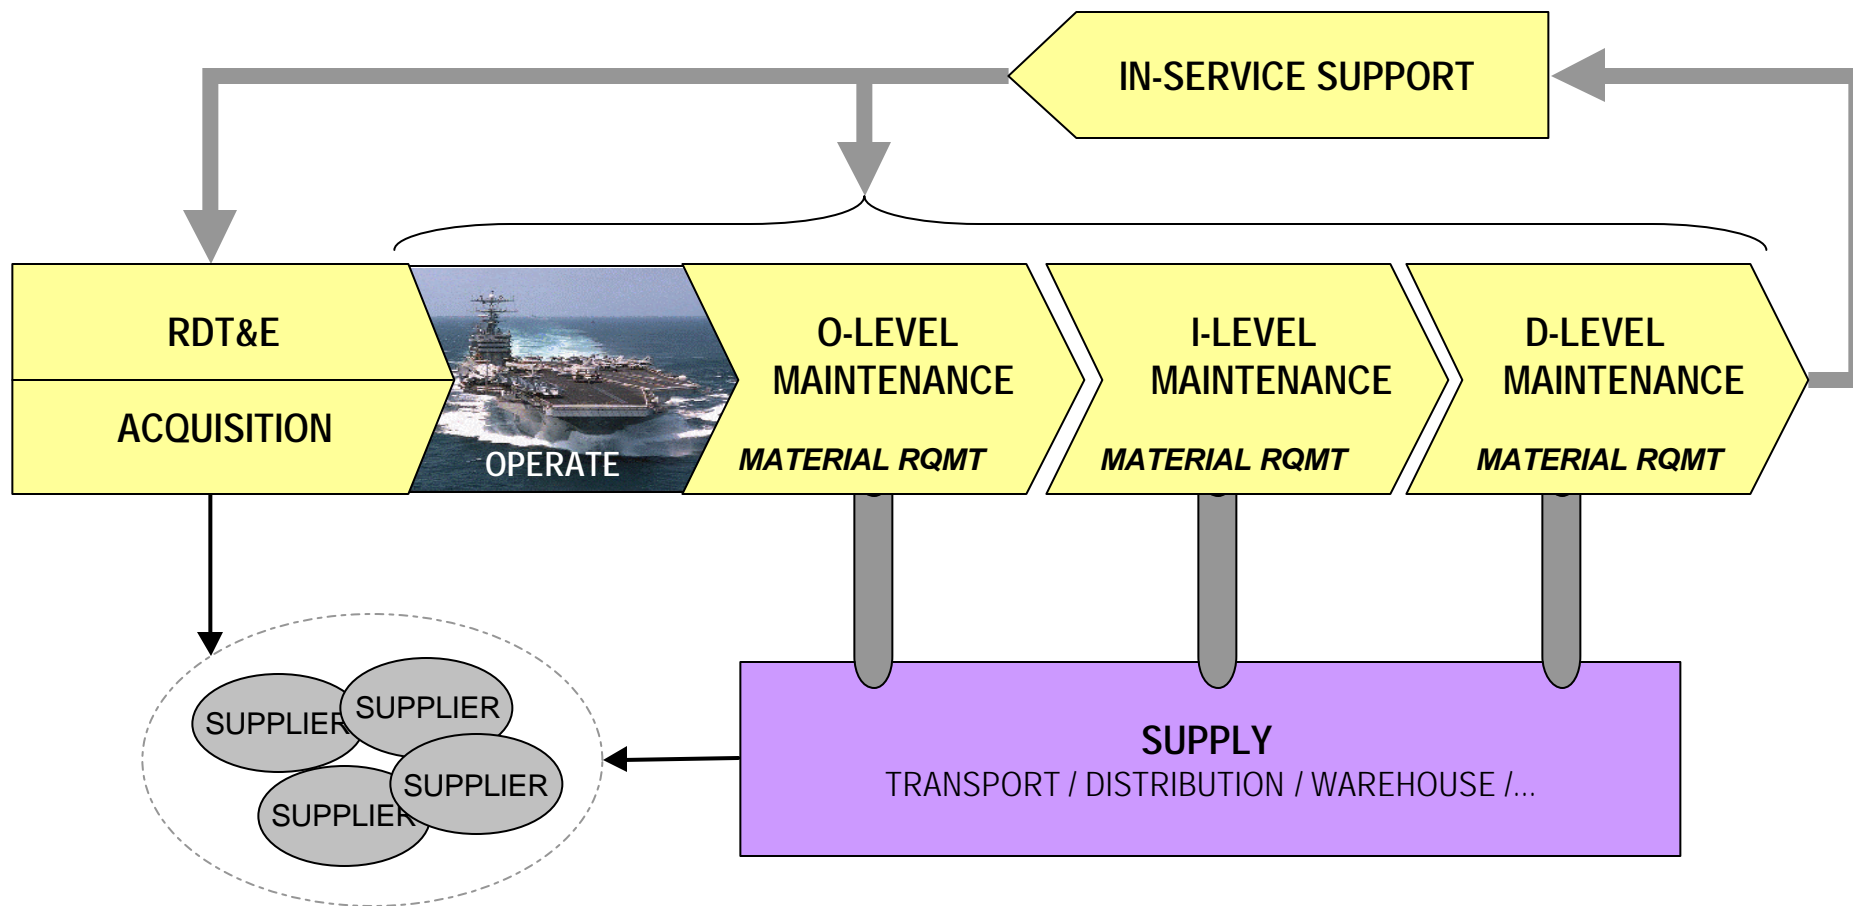 IN-SERVICE SUPPORT
RDT&E
ACQUISITION
OPERATE
O-LEVEL
MAINTENANCE
MATERIAL RQMT
I-LEVEL
MAINTENANCE
MATERIAL RQMT
D-LEVEL
MAINTENANCE
MATERIAL RQMT
SUPPLIER
SUPPLIER
SUPPLIER
SUPPLIER
SUPPLY
TRANSPORT / DISTRIBUTION / WAREHOUSE /...